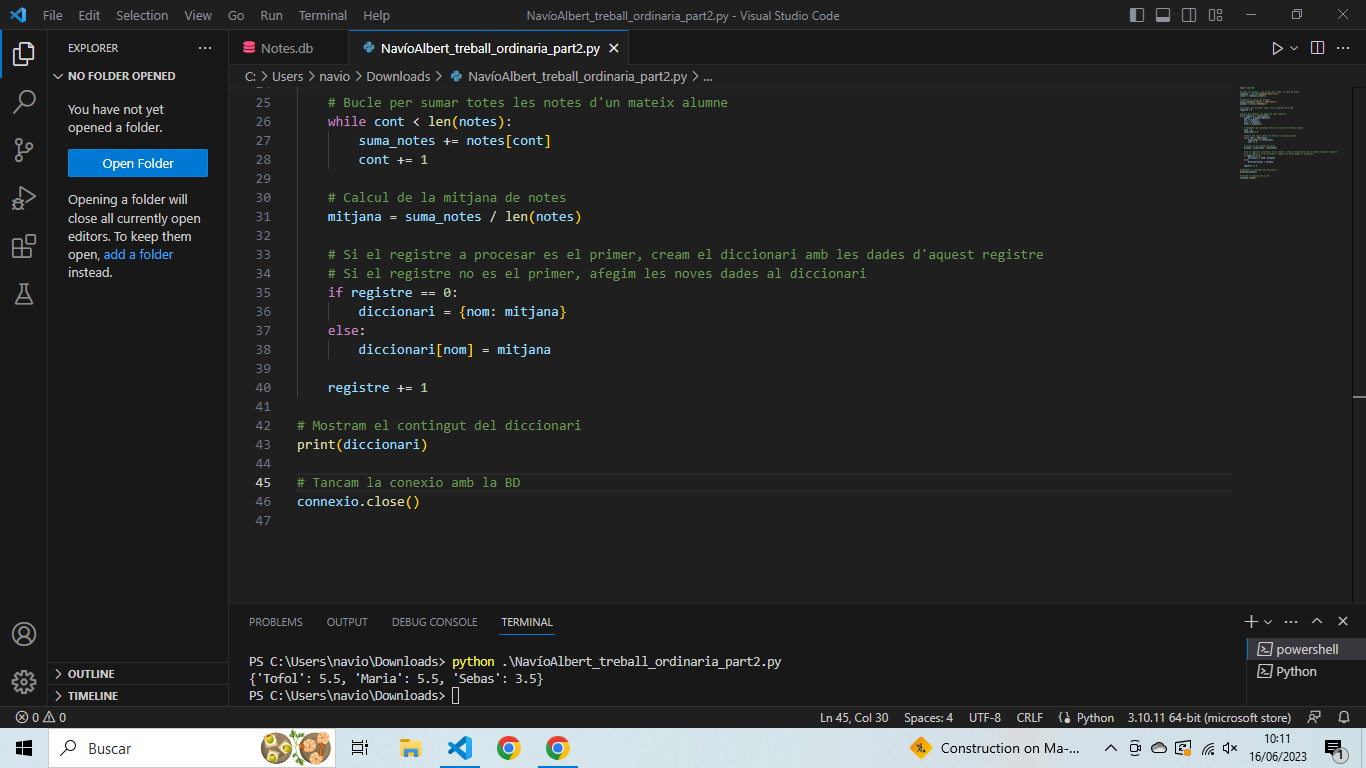 File Edit Selection View Go Run Terminal Help NavíoAlbert_treball_ordinaria_part2.py - Visual Studio Code
EXPLORER
NO FOLDER OPENED
You have not yet
opened a folder.
Open Folder
Opening a folder will
close all currently open
editors. To keep them
open, add a folder
instead.
OUTLINE
TIMELINE
Notes.db NavíoAlbert_treball_ordinaria_part2.py
C: > Users > navio > Downloads > NavíoAlbert_treball_ordinaria_part2.py > ...
25 # Bucle per sumar totes les notes d'un mateix alumne
26 while cont < len(notes):
27 suma_notes += notes[cont]
28 cont += 1
29
30 # Calcul de la mitjana de notes
31 mitjana = suma_notes / len(notes)
32
33 # Si el registre a procesar es el primer, cream el diccionari amb les dades d'aquest registre
34 # Si el registre no es el primer, afegim les noves dades al diccionari
35 if registre == 0:
36 diccionari = {nom: mitjana}
37 else:
38 diccionari[nom] = mitjana
39
40 registre += 1
41
42 # Mostram el contingut del diccionari
43 print(diccionari)
44
45 # Tancam la conexio amb la BD
46 connexio.close()
47
PROBLEMS OUTPUT DEBUG CONSOLE TERMINAL
PS C:\Users\navio\Downloads> python .\NavíoAlbert_treball_ordinaria_part2.py
{'Tofol': 5.5, 'Maria': 5.5, 'Sebas': 3.5}
PS C:\Users\navio\Downloads>
powershell
Python
0 0 Ln 45, Col 30 Spaces: 4 UTF-8 CRLF Python 3.10.11 64-bit (microsoft store)
Buscar
Construction on Ma-...
10:11
16/06/2023
1